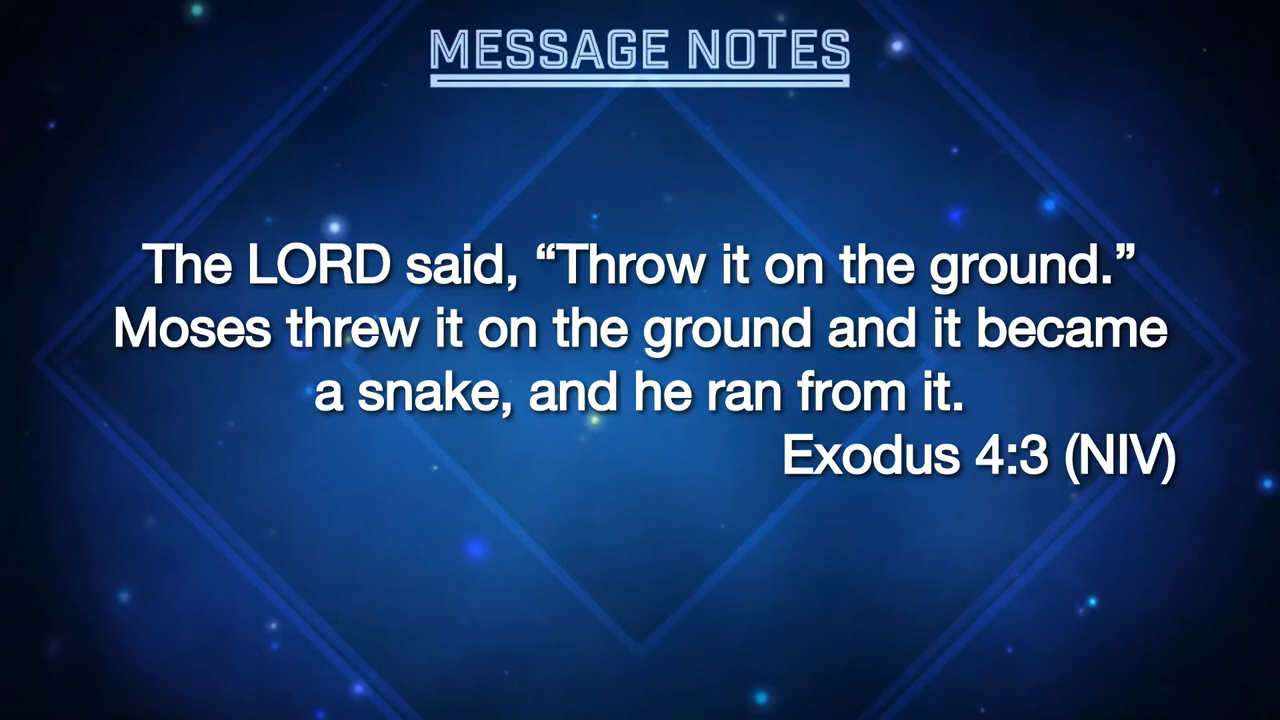 MESSAGE NOTES
The LORD said, “Throw it on the ground.”
Moses threw it on the ground and it became
a snake, and he ran from it.
Exodus 4:3 (NIV)